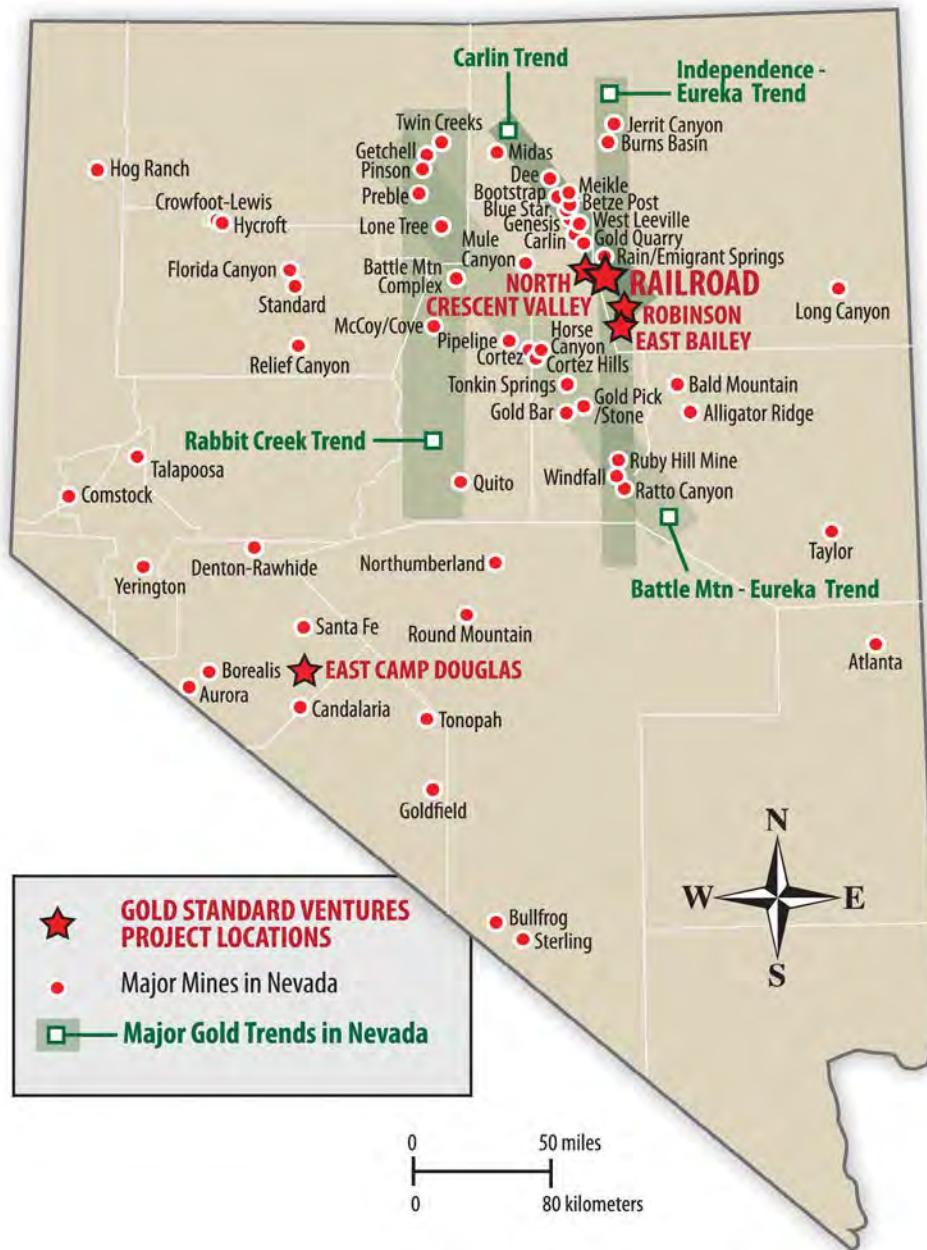 Carlin Trend
Independence -
Eureka Trend
Twin Creeks
Jerrit Canyon
Burns Basin
Getchell
Pinson
Midas
Hog Ranch
Dee
Preble
Bootstrap
Meikle
Betze Post
Crowfoot-Lewis
Hycroft
Blue Star
West Leeville
Lone Tree
Genesis
Carlin
Gold Quarry
Mule
Canyon
Rain/Emigrant Springs
Florida Canyon
Battle Mtn
Complex
NORTH
CRESCENT VALLEY
RAILROAD
Standard
Long Canyon
ROBINSON
EAST BAILEY
McCoy/Cove
Pipeline
Horse
Canyon
Relief Canyon
Cortez
Cortez Hills
Tonkin Springs
Bald Mountain
Gold Bar
Gold Pick
/Stone
Alligator Ridge
Rabbit Creek Trend
Talapoosa
Ruby Hill Mine
Windfall
Quito
Ratto Canyon
Comstock
Taylor
Denton-Rawhide
Northumberland
Yerington
Battle Mtn - Eureka Trend
Santa Fe
Round Mountain
Atlanta
Borealis
EAST CAMP DOUGLAS
Aurora
Candalaria
Tonopah
Goldfield
N
W
E
S
GOLD STANDARD VENTURES
PROJECT LOCATIONS
Major Mines in Nevada
Major Gold Trends in Nevada
Bullfrog
Sterling
0 50 miles
0 80 kilometers